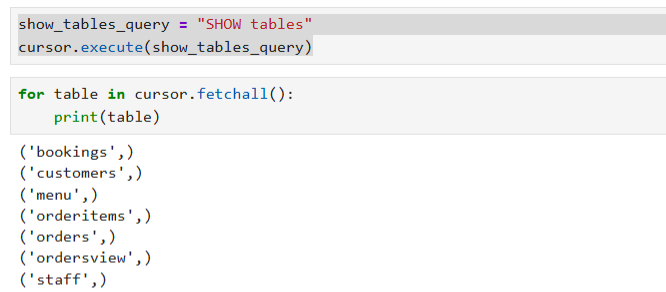 show_tables_query = "SHOW tables"
cursor.execute(show_tables_query)
for table in cursor.fetchall():
    print(table)
('bookings',)
('customers',)
('menu',)
('orderitems',)
('orders',)
('ordersview',)
('staff',)